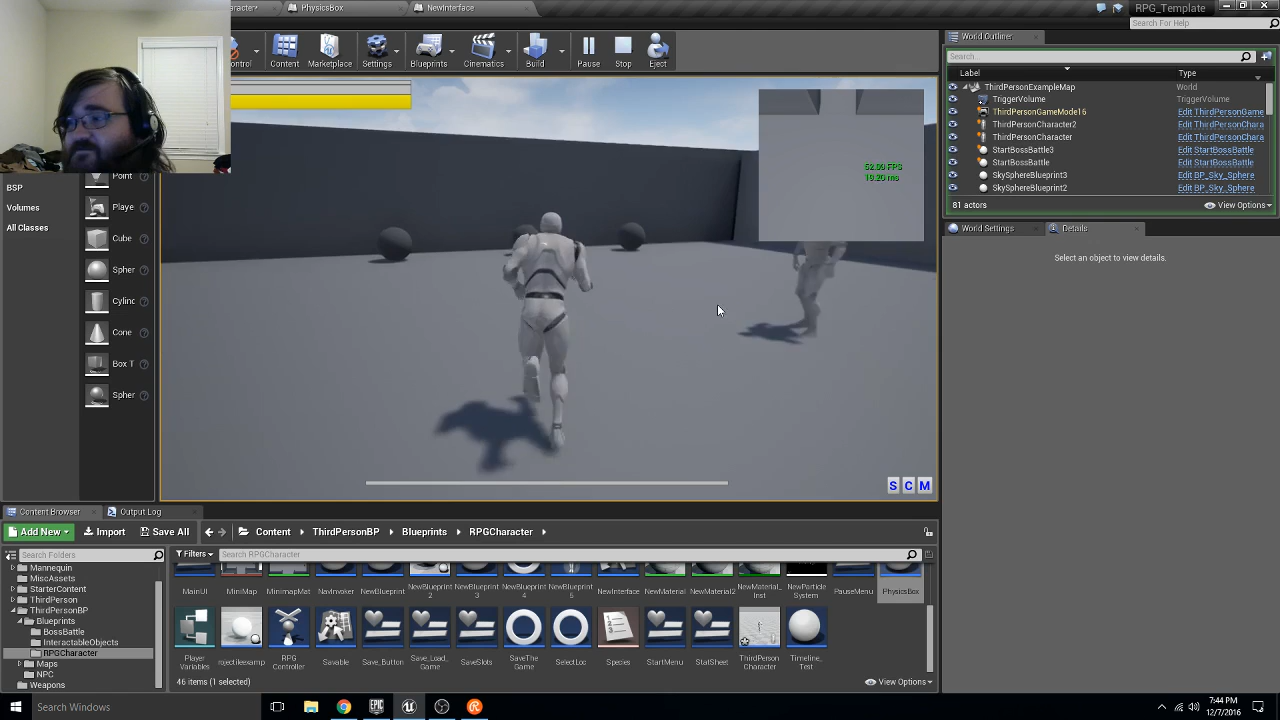 aracter*
PhysicsBox
NewInterface
RPG_Template
Search For Help
ontrol
Content
Marketplace
Settings
Blueprints
Cinematics
Build
Pause
Stop
Eject
World Outliner
Search...
Label
Type
ThirdPersonExampleMap
World
TriggerVolume
TriggerVolume
ThirdPersonGameMode16
Edit ThirdPersonGame
ThirdPersonCharacter2
Edit ThirdPersonChara
ThirdPersonCharacter
Edit ThirdPersonChara
StartBossBattle3
Edit StartBossBattle
StartBossBattle
Edit StartBossBattle
SkySphereBlueprint3
Edit BP_Sky_Sphere
SkySphereBlueprint2
Edit BP_Sky_Sphere
81 actors
View Options
World Settings
Details
Select an object to view details.
BSP
Volumes
All Classes
Point
Playe
Cube
Spher
Cylinc
Cone
Box T
Spher
52.09 FPS
19.20 ms
S C M
Content Browser
Output Log
Add New
Import
Save All
Content
ThirdPersonBP
Blueprints
RPGCharacter
Search Folders
Filters
Search RPGCharacter
Mannequin
MiscAssets
StarterContent
ThirdPerson
ThirdPersonBP
Blueprints
BossBattle
InteractableObjects
RPGCharacter
Maps
NPC
Weapons
MainUI
MiniMap
MinimapMat
NavInvoker
NewBlueprint
NewBlueprint 2
NewBlueprint 3
NewBlueprint 4
NewBlueprint 5
NewInterface
NewMaterial
NewMaterial2
NewMaterial_ Inst
NewParticle System
PauseMenu
PhysicsBox
Player Variables
rojectileexamp
RPG Controller
Savable
Save_Button
Save_Load_ Game
SaveSlots
SaveThe Game
SelectLoc
Species
StartMenu
StatSheet
ThirdPerson Character
Timeline_ Test
46 items (1 selected)
View Options
Search Windows
7:44 PM
12/7/2016